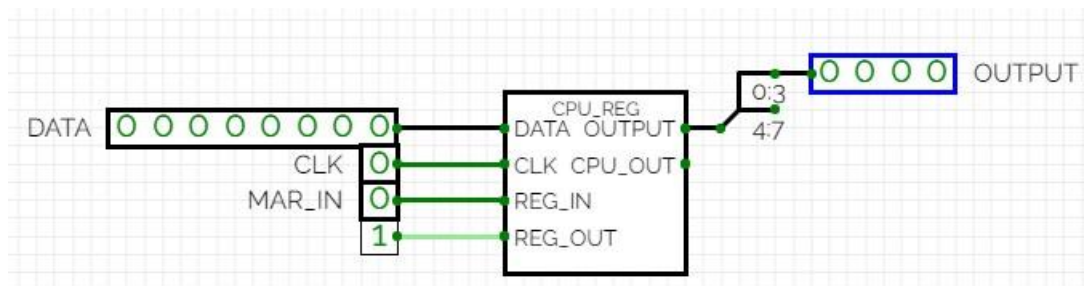 0 0 0 0 OUTPUT
0:3
4:7
CPU_REG
DATA 0 0 0 0 0 0 0 0 DATA OUTPUT
CLK 0 CLK CPU_OUT
MAR_IN 0 REG_IN
1 REG_OUT